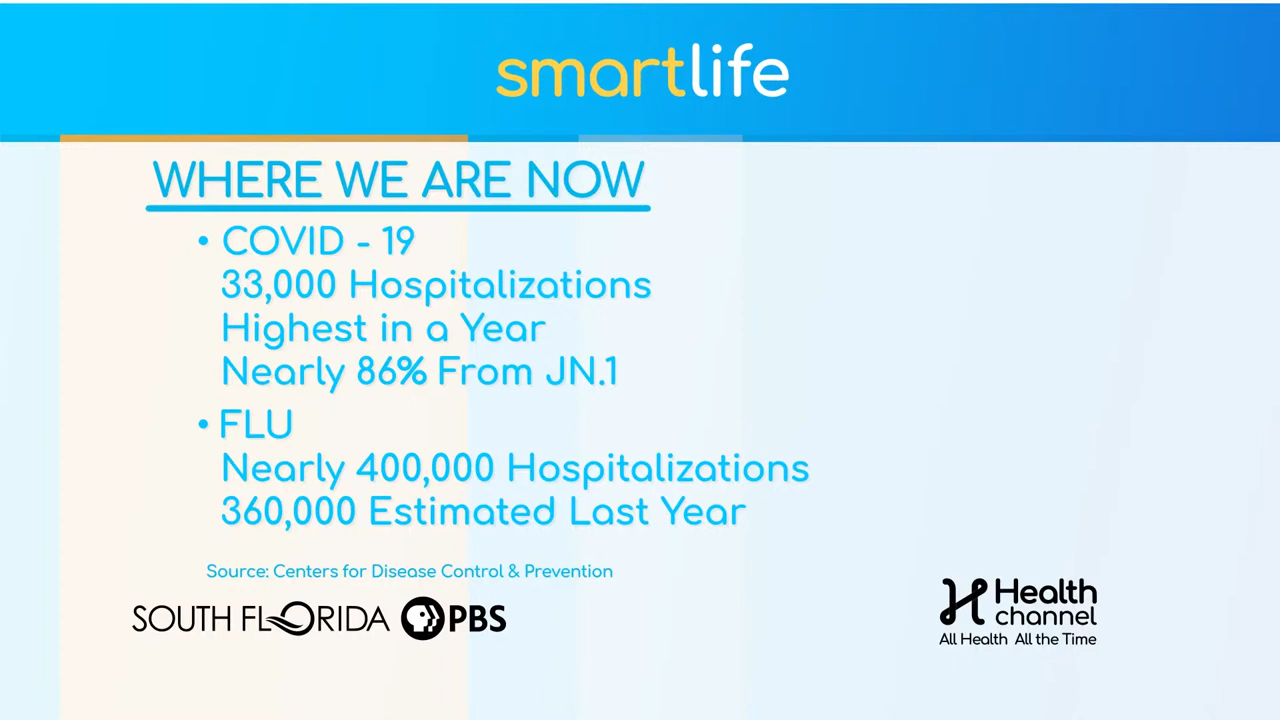 smartlife
WHERE WE ARE NOW
• COVID - 19
33,000 Hospitalizations
Highest in a Year
Nearly 86% From JN.1
• FLU
Nearly 400,000 Hospitalizations
360,000 Estimated Last Year
Source: Centers for Disease Control & Prevention
SOUTH FLORIDA PBS
Health
channel
All Health All the Time